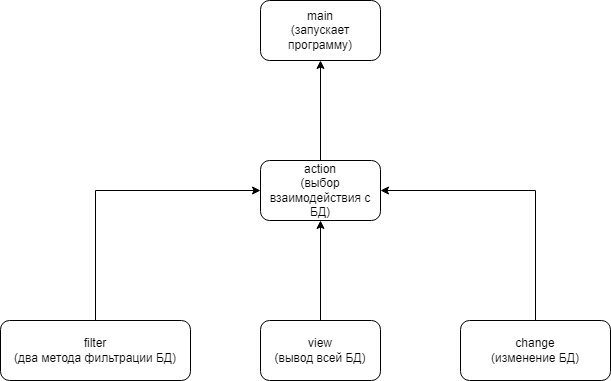 main
(запускает
программу)
action
(выбор
взаимодействия с
БД)
filter
(два метода фильтрации БД)
view
(вывод всей БД)
change
(изменение БД)